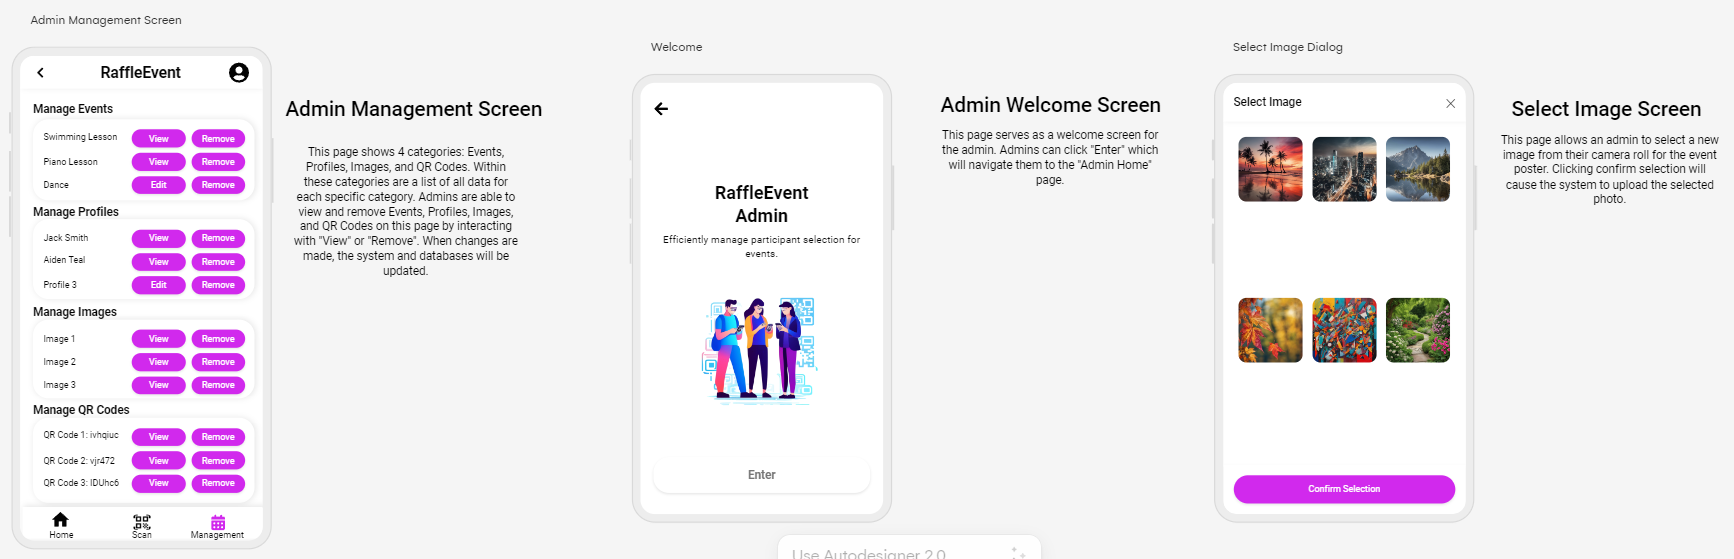 Admin Management Screen
RaffleEvent
Manage Events
Swimming Lesson View Remove
Piano Lesson View Remove
Dance Edit Remove
Manage Profiles
Jack Smith View Remove
Aiden Teal View Remove
Profile 3 Edit Remove
Manage Images
Image 1 View Remove
Image 2 View Remove
Image 3 View Remove
Manage QR Codes
QR Code 1: ivhqiuc View Remove
QR Code 2: vjr472 View Remove
QR Code 3: IDUhc6 View Remove
Home Scan Management
Admin Management Screen
This page shows 4 categories: Events,
Profiles, Images, and QR Codes. Within
these categories are a list of all data for
each specific category. Admins are able to
view and remove Events, Profiles, Images,
and QR Codes on this page by interacting
with "View" or "Remove". When changes are
made, the system and databases will be
updated.
Welcome
RaffleEvent
Admin
Efficiently manage participant selection for
events.
Enter
Admin Welcome Screen
This page serves as a welcome screen for
the admin. Admins can click "Enter" which
will navigate them to the "Admin Home"
page.
Select Image Dialog
Select Image
Confirm Selection
Select Image Screen
This page allows an admin to select a new
image from their camera roll for the event
poster. Clicking confirm selection will
cause the system to upload the selected
photo.
Use Autodesigner 2.0